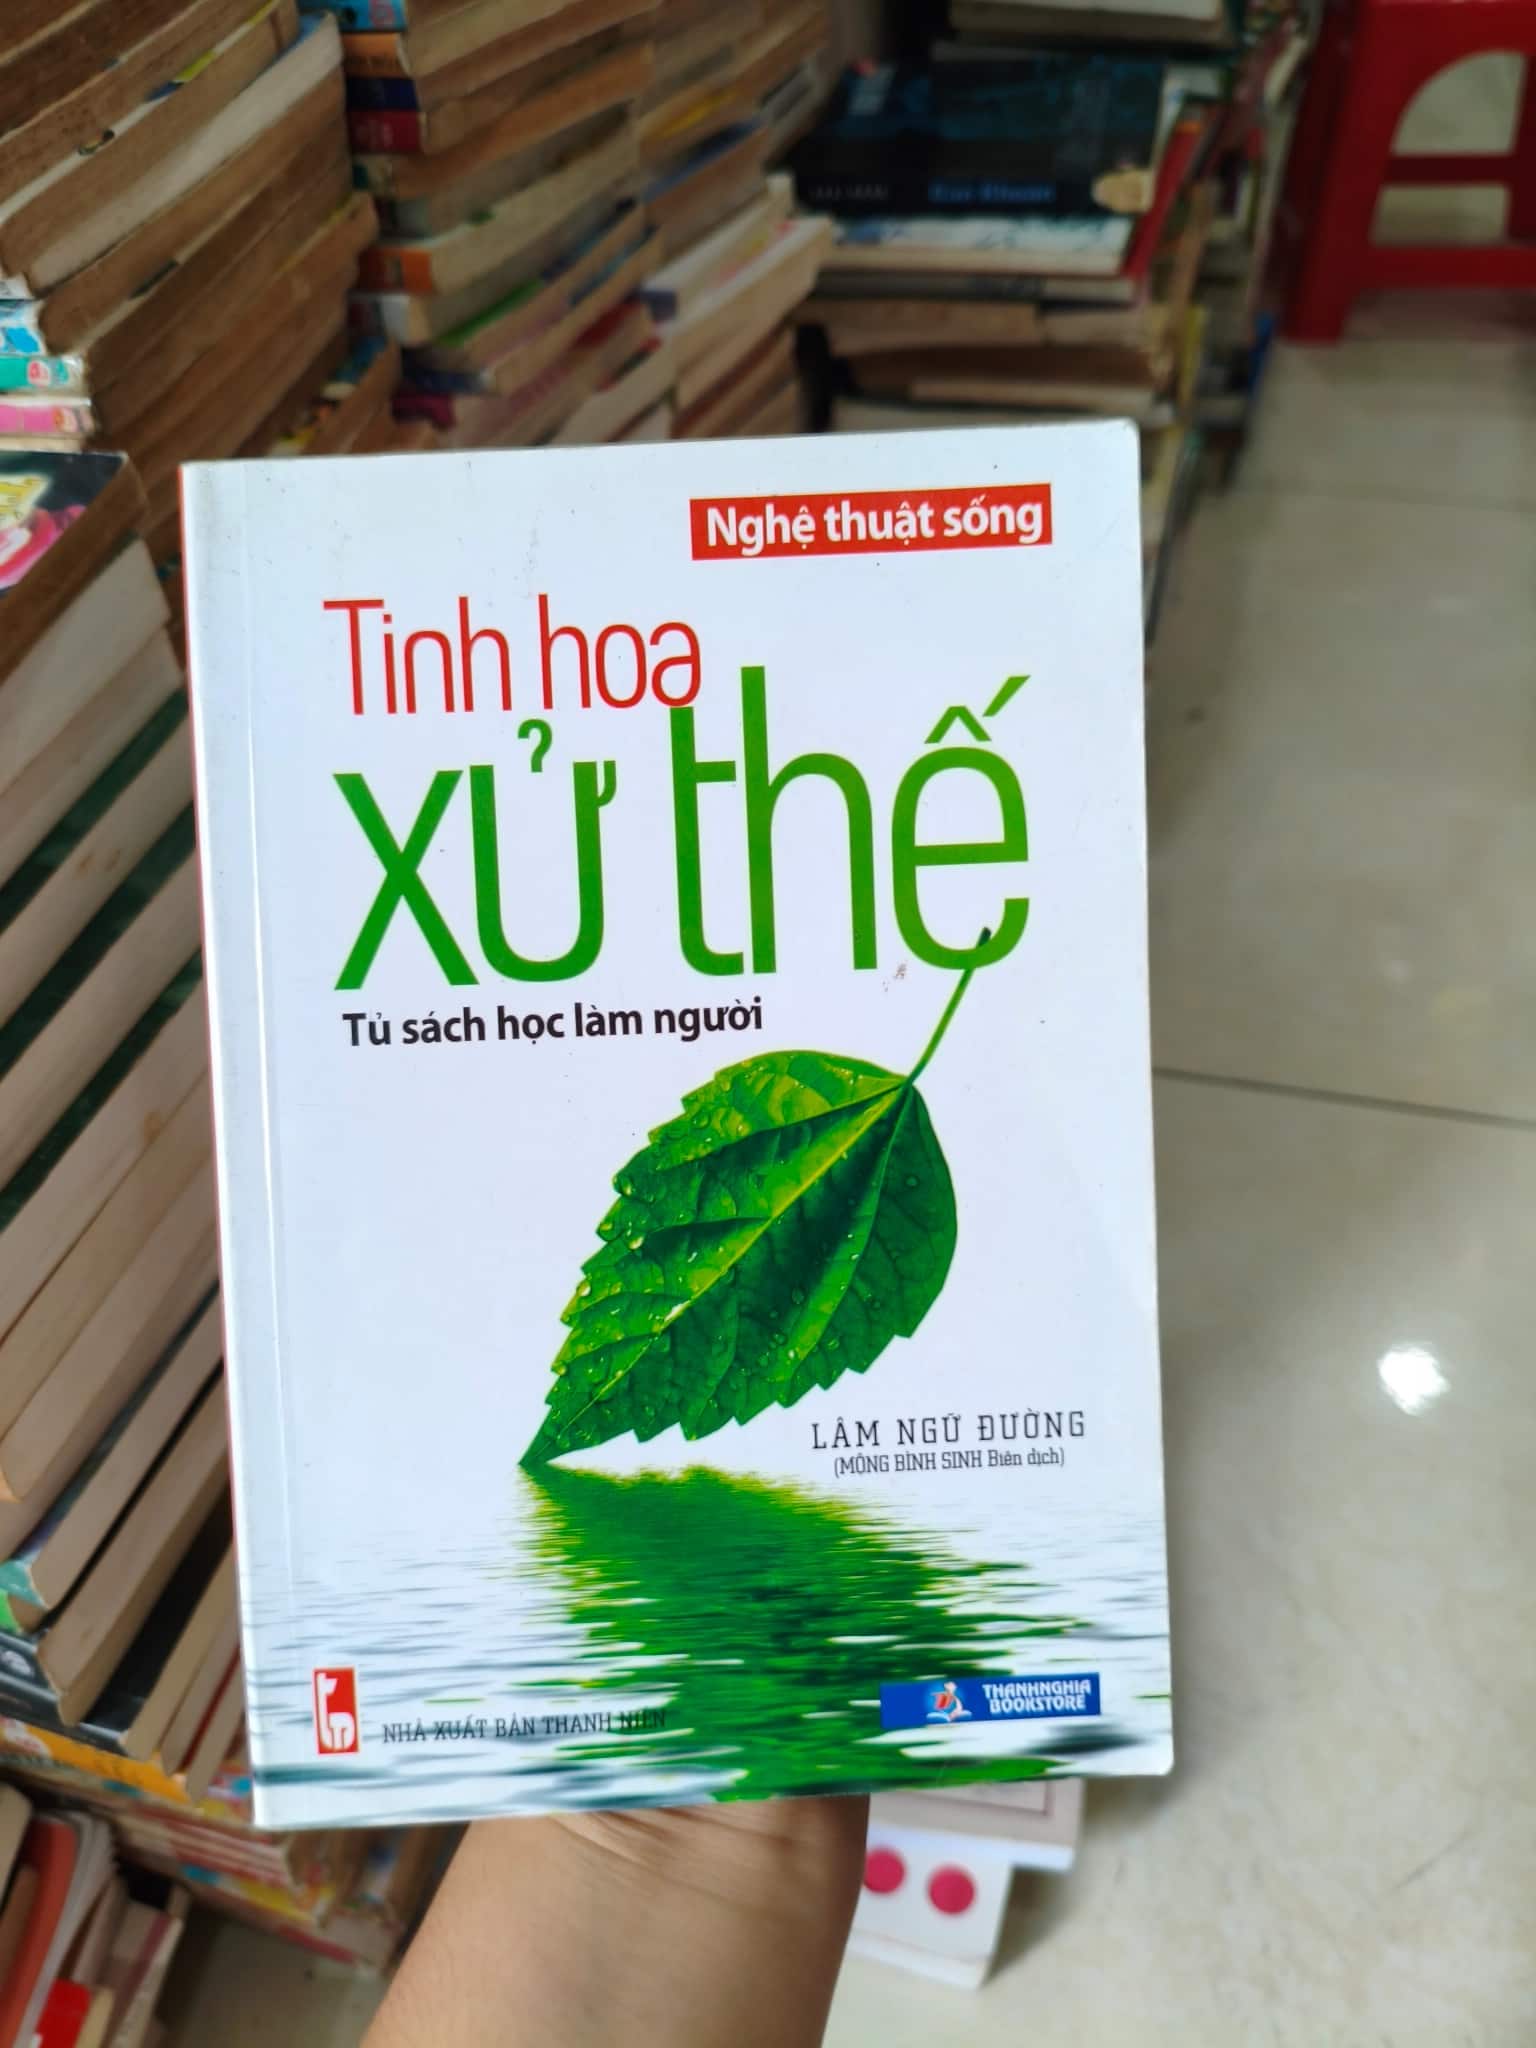 Nghệ thuật sống
Tinh hoa
xử thế
Tủ sách học làm người
LÂM NGỮ ĐƯỜNG
(MỘNG BÌNH SINH Biên dịch)
THANHNGHIA
BOOKSTORE
NHÀ XUẤT BẢN THANH NIÊN